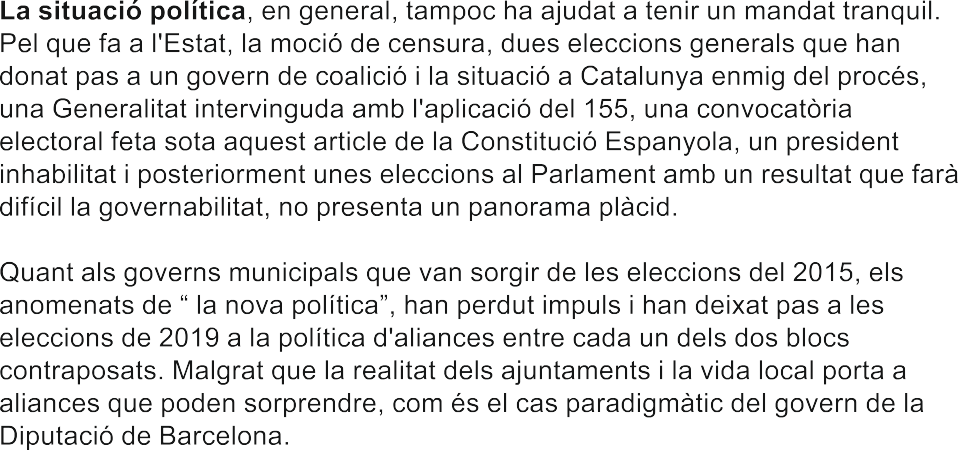 La situació política, en general, tampoc ha ajudat a tenir un mandat tranquil.
Pel que fa a l'Estat, la moció de censura, dues eleccions generals que han
donat pas a un govern de coalició i la situació a Catalunya enmig del procés,
una Generalitat intervinguda amb l'aplicació del 155, una convocatòria
electoral feta sota aquest article de la Constitució Espanyola, un president
inhabilitat i posteriorment unes eleccions al Parlament amb un resultat que farà
difícil la governabilitat, no presenta un panorama plàcid.

Quant als governs municipals que van sorgir de les eleccions del 2015, els
anomenats de “ la nova política”, han perdut impuls i han deixat pas a les
eleccions de 2019 a la política d'aliances entre cada un dels dos blocs
contraposats. Malgrat que la realitat dels ajuntaments i la vida local porta a
aliances que poden sorprendre, com és el cas paradigmàtic del govern de la
Diputació de Barcelona.